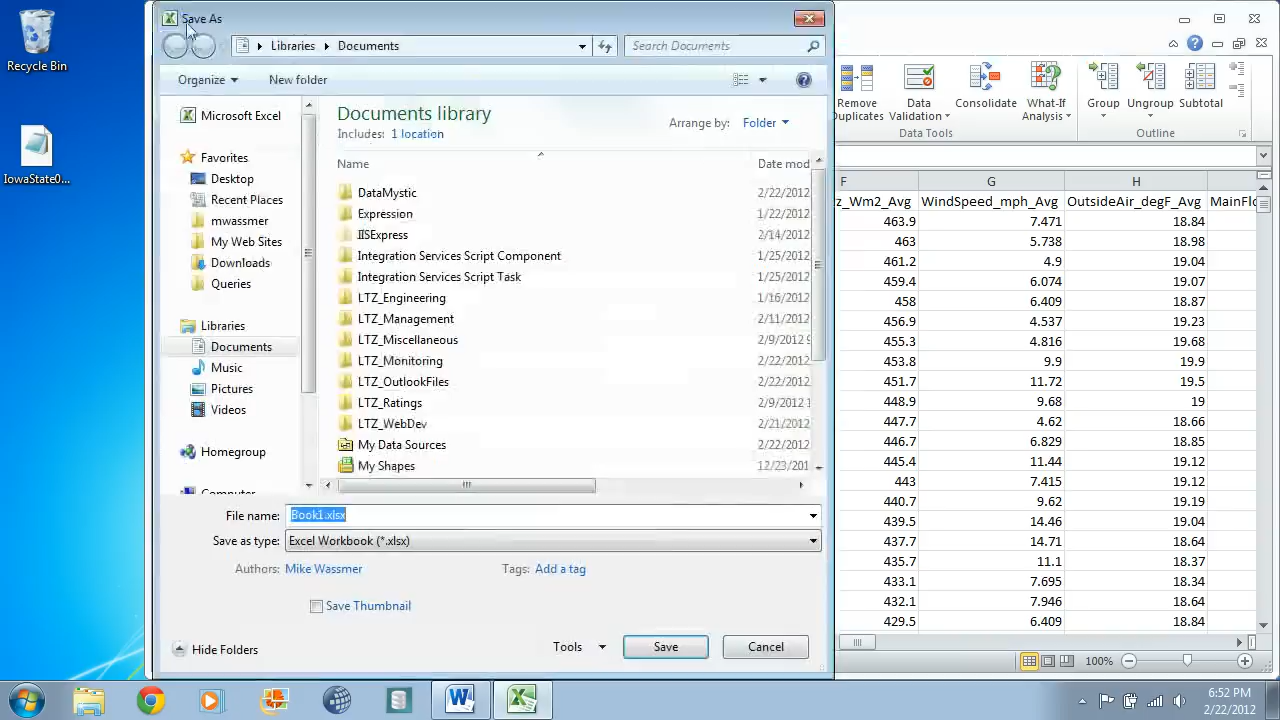 Recycle Bin
IowaState0...
Save As
Libraries Documents
Search Documents
Organize
New folder
Microsoft Excel
Favorites
Desktop
Recent Places
mwassmer
My Web Sites
Downloads
Queries
Libraries
Documents
Music
Pictures
Videos
Homegroup
Computer
Documents library
Includes: 1 location
Arrange by: Folder
Name Date mod
DataMystic 2/22/2012
Expression 1/22/2012
IISExpress 2/14/2012
Integration Services Script Component 1/25/2012
Integration Services Script Task 1/25/2012
LTZ_Engineering 1/16/2012
LTZ_Management 2/11/2012
LTZ_Miscellaneous 2/9/2012 9
LTZ_Monitoring 2/22/2012
LTZ_OutlookFiles 2/22/2012
LTZ_Ratings 2/9/2012 1
LTZ_WebDev 2/21/2012
My Data Sources 2/22/2012
My Shapes 12/23/201
File name: Book1.xlsx
Save as type: Excel Workbook (*.xlsx)
Authors: Mike Wassmer
Tags: Add a tag
Save Thumbnail
Hide Folders
Tools
Save
Cancel
Remove
Duplicates
Data
Validation
Consolidate
What-If
Analysis
Data Tools
Group
Ungroup
Subtotal
Outline
F G H
z_Wm2_Avg WindSpeed_mph_Avg OutsideAir_degF_Avg MainFlo
463.9 7.471 18.84
463 5.738 18.98
461.2 4.9 19.04
459.4 6.074 19.07
458 6.409 18.87
456.9 4.537 19.23
455.3 4.816 19.68
453.8 9.9 19.9
451.7 11.72 19.5
448.9 9.68 19
447.7 4.62 18.66
446.7 6.829 18.85
445.4 11.44 19.12
443 7.415 19.12
440.7 9.62 19.19
439.5 14.46 19.04
437.7 14.71 18.64
435.7 11.1 18.37
433.1 7.695 18.34
432.1 7.946 18.64
429.5 6.409 18.84
100%
6:52 PM
2/22/2012